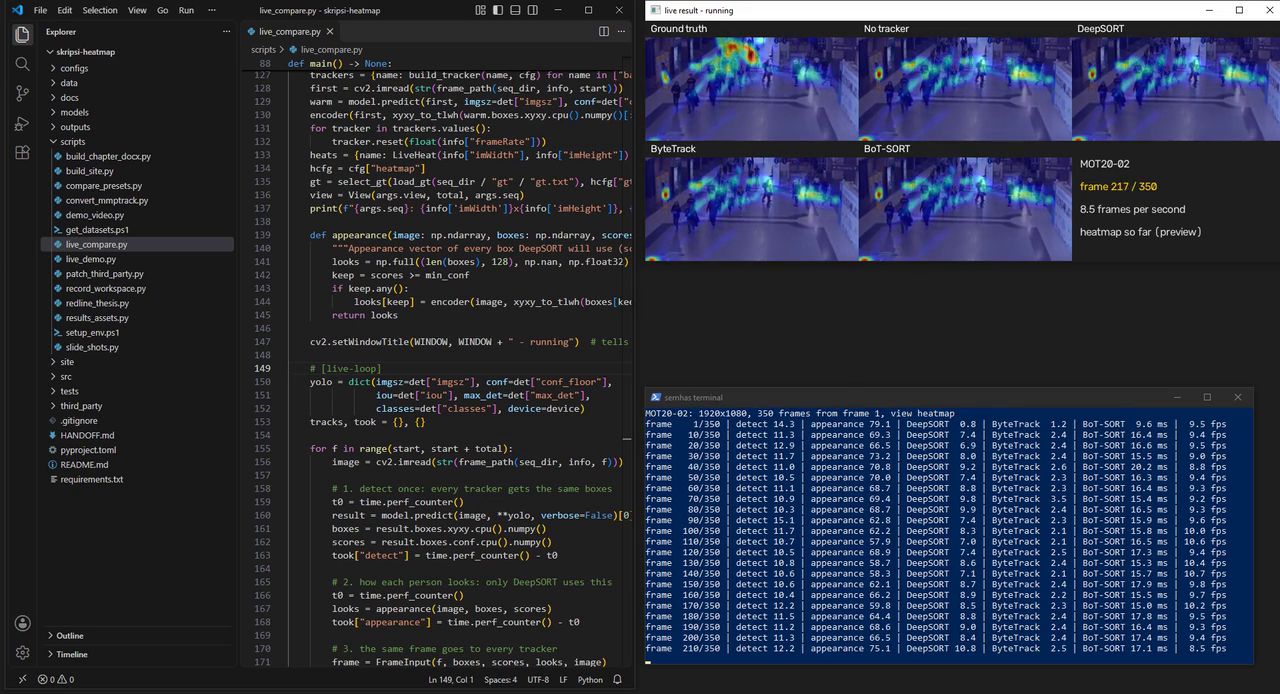 File Edit Selection View Go Run ···
live_compare.py - skripsi-heatmap
Explorer
skripsi-heatmap
configs
data
docs
models
outputs
scripts
build_chapter_docx.py
build_site.py
compare_presets.py
convert_mmptrack.py
demo_video.py
get_datasets.ps1
live_compare.py
live_demo.py
patch_third_party.py
record_workspace.py
redline_thesis.py
results_assets.py
setup_env.ps1
slide_shots.py
site
src
tests
third_party
.gitignore
HANDOFF.md
pyproject.toml
README.md
requirements.txt
Outline
Timeline
live_compare.py
scripts > live_compare.py
88 def main() -> None:
127 trackers = {name: build_tracker(name, cfg) for name in ["ba
128 first = cv2.imread(str(frame_path(seq_dir, info, start)))
129 warm = model.predict(first, imgsz=det["imgsz"], conf=det["c
130 encoder(first, xyxy_to_tlwh(warm.boxes.xyxy.cpu().numpy()[:
131 for tracker in trackers.values():
132 tracker.reset(float(info["frameRate"]))
133 heats = {name: LiveHeat(info["imWidth"], info["imHeight"])
134 hcfg = cfg["heatmap"]
135 gt = select_gt(load_gt(seq_dir / "gt" / "gt.txt"), hcfg["gt
136 view = View(args.view, total, args.seq)
137 print(f"{args.seq}: {info['imWidth']}x{info['imHeight']}, {
138
139 def appearance(image: np.ndarray, boxes: np.ndarray, scores
140 """Appearance vector of every box DeepSORT will use (sc
141 looks = np.full((len(boxes), 128), np.nan, np.float32)
142 keep = scores >= min_conf
143 if keep.any():
144 looks[keep] = encoder(image, xyxy_to_tlwh(boxes[kee
145 return looks
146
147 cv2.setWindowTitle(WINDOW, WINDOW + " - running") # tells
148
149 # [live-loop]
150 yolo = dict(imgsz=det["imgsz"], conf=det["conf_floor"],
151 iou=det["iou"], max_det=det["max_det"],
152 classes=det["classes"], device=device)
153 tracks, took = {}, {}
154
155 for f in range(start, start + total):
156 image = cv2.imread(str(frame_path(seq_dir, info, f)))
157
158 # 1. detect once: every tracker gets the same boxes
159 t0 = time.perf_counter()
160 result = model.predict(image, **yolo, verbose=False)[0]
161 boxes = result.boxes.xyxy.cpu().numpy()
162 scores = result.boxes.conf.cpu().numpy()
163 took["detect"] = time.perf_counter() - t0
164
165 # 2. how each person looks: only DeepSORT uses this
166 t0 = time.perf_counter()
167 looks = appearance(image, boxes, scores)
168 took["appearance"] = time.perf_counter() - t0
169
170 # 3. the same frame goes to every tracker
171 frame = FrameInput(f, boxes, scores, looks, image)
0 0
Ln 149, Col 1 Spaces: 4 UTF-8 LF Python
live result - running
Ground truth No tracker DeepSORT
ByteTrack BoT-SORT
MOT20-02
frame 217 / 350
8.5 frames per second
heatmap so far (preview)
semhas terminal
MOT20-02: 1920x1080, 350 frames from frame 1, view heatmap
frame 1/350 | detect 14.3 | appearance 79.1 | DeepSORT 0.8 | ByteTrack 1.2 | BoT-SORT 9.6 ms | 9.5 fps
frame 10/350 | detect 11.3 | appearance 69.3 | DeepSORT 7.4 | ByteTrack 2.4 | BoT-SORT 16.6 ms | 9.4 fps
frame 20/350 | detect 12.9 | appearance 66.5 | DeepSORT 6.9 | ByteTrack 2.4 | BoT-SORT 16.4 ms | 9.5 fps
frame 30/350 | detect 11.7 | appearance 73.2 | DeepSORT 8.0 | ByteTrack 2.4 | BoT-SORT 15.5 ms | 9.0 fps
frame 40/350 | detect 11.0 | appearance 70.8 | DeepSORT 9.2 | ByteTrack 2.6 | BoT-SORT 20.2 ms | 8.8 fps
frame 50/350 | detect 10.5 | appearance 70.0 | DeepSORT 7.4 | ByteTrack 2.4 | BoT-SORT 16.3 ms | 9.4 fps
frame 60/350 | detect 11.1 | appearance 68.7 | DeepSORT 8.8 | ByteTrack 2.3 | BoT-SORT 16.3 ms | 9.3 fps
frame 70/350 | detect 10.9 | appearance 69.4 | DeepSORT 9.8 | ByteTrack 3.5 | BoT-SORT 15.4 ms | 9.2 fps
frame 80/350 | detect 10.3 | appearance 68.7 | DeepSORT 9.9 | ByteTrack 2.4 | BoT-SORT 16.5 ms | 9.3 fps
frame 90/350 | detect 15.1 | appearance 62.8 | DeepSORT 7.4 | ByteTrack 2.3 | BoT-SORT 15.9 ms | 9.6 fps
frame 100/350 | detect 11.7 | appearance 62.2 | DeepSORT 8.3 | ByteTrack 2.1 | BoT-SORT 15.8 ms | 10.0 fps
frame 110/350 | detect 10.7 | appearance 57.9 | DeepSORT 7.0 | ByteTrack 2.1 | BoT-SORT 16.5 ms | 10.6 fps
frame 120/350 | detect 10.5 | appearance 68.9 | DeepSORT 7.4 | ByteTrack 2.5 | BoT-SORT 17.3 ms | 9.4 fps
frame 130/350 | detect 10.8 | appearance 58.7 | DeepSORT 8.6 | ByteTrack 2.4 | BoT-SORT 15.3 ms | 10.4 fps
frame 140/350 | detect 10.6 | appearance 58.3 | DeepSORT 7.1 | ByteTrack 2.1 | BoT-SORT 15.7 ms | 10.7 fps
frame 150/350 | detect 10.6 | appearance 62.1 | DeepSORT 8.7 | ByteTrack 2.4 | BoT-SORT 17.9 ms | 9.8 fps
frame 160/350 | detect 10.4 | appearance 66.2 | DeepSORT 8.9 | ByteTrack 2.2 | BoT-SORT 15.5 ms | 9.7 fps
frame 170/350 | detect 12.2 | appearance 59.8 | DeepSORT 8.5 | ByteTrack 2.3 | BoT-SORT 15.0 ms | 10.2 fps
frame 180/350 | detect 11.5 | appearance 64.4 | DeepSORT 8.8 | ByteTrack 2.4 | BoT-SORT 17.8 ms | 9.5 fps
frame 190/350 | detect 11.2 | appearance 68.6 | DeepSORT 9.0 | ByteTrack 2.4 | BoT-SORT 16.4 ms | 9.3 fps
frame 200/350 | detect 11.3 | appearance 66.5 | DeepSORT 8.4 | ByteTrack 2.4 | BoT-SORT 17.4 ms | 9.4 fps
frame 210/350 | detect 12.2 | appearance 75.1 | DeepSORT 10.8 | ByteTrack 2.5 | BoT-SORT 17.1 ms | 8.5 fps